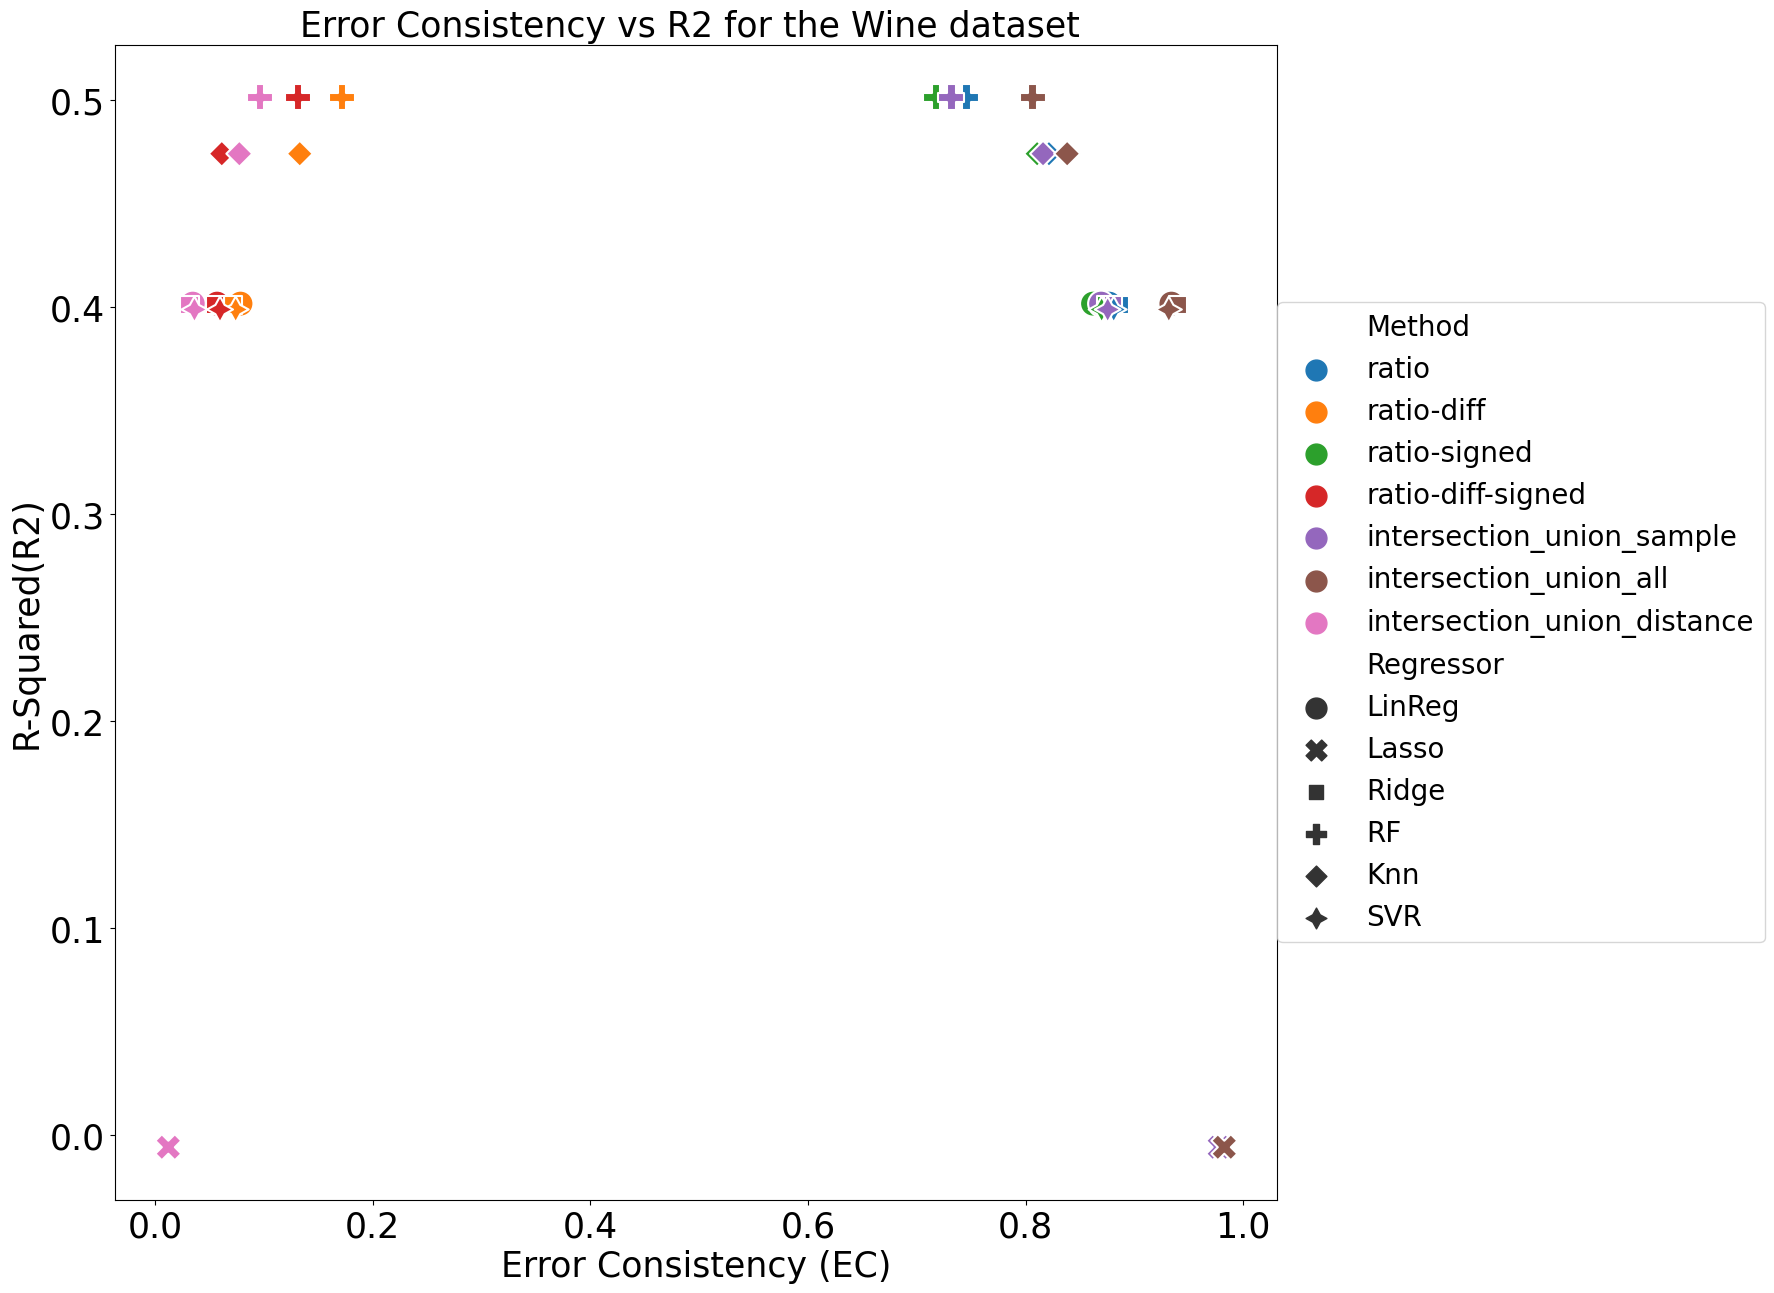 Error Consistency vs R2 for the Wine dataset
R-Squared(R2)
0.5
0.4
0.3
0.2
0.1
0.0
0.0 0.2 0.4 0.6 0.8 1.0
Error Consistency (EC)
Method
ratio
ratio-diff
ratio-signed
ratio-diff-signed
intersection_union_sample
intersection_union_all
intersection_union_distance
Regressor
LinReg
Lasso
Ridge
RF
Knn
SVR